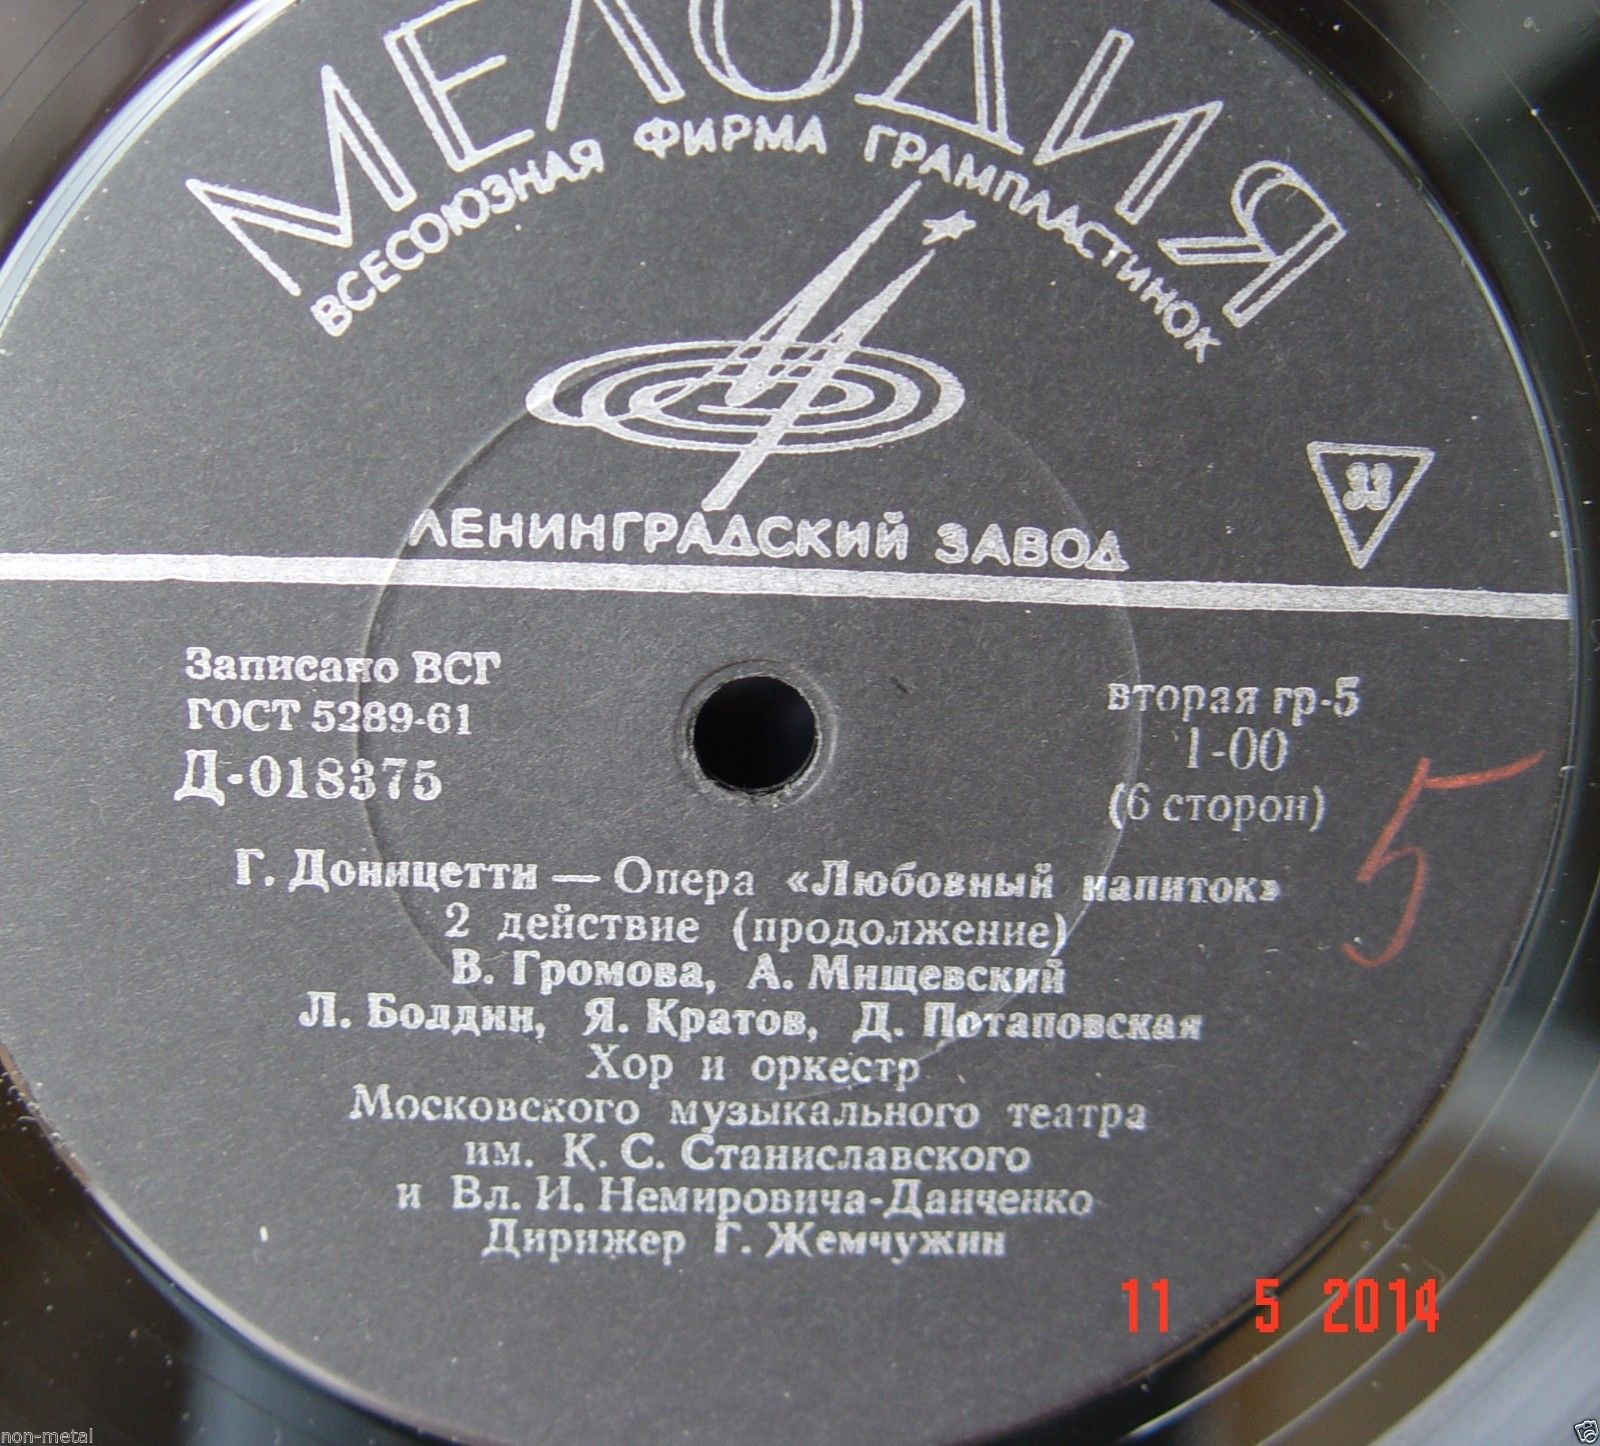 МЕЛОДИЯ
ВСЕСОЮЗНАЯ ФИРМА ГРАМПЛАСТИНОК
33
ЛЕНИНГРАДСКИЙ ЗАВОД
Записано ВСГ
ГОСТ 5289-61
Д-018375
вторая гр-5
1-00
(6 сторон)
5
Г. Доницетти — Опера «Любовный напиток»
2 действие (продолжение)
В. Громова, А. Мищевский
Л. Болдин, Я. Кратов, Д. Потаповская
Хор и оркестр
Московского музыкального театра
им. К. С. Станиславского
и Вл. И. Немировича-Данченко
Дирижер Г. Жемчужин
11 5 2014
non-metal